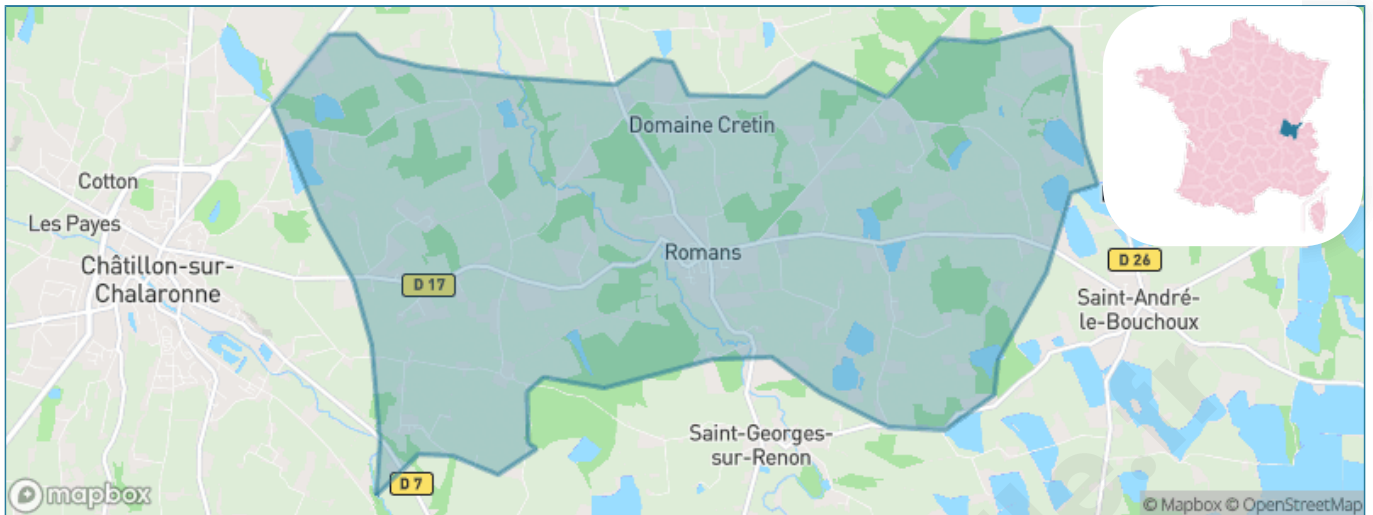 Domaine Cretin
Cotton
Les Payes
Romans
Châtillon-sur-
Chalaronne
D 17
D 26
Saint-André-
le-Bouchoux
Saint-Georges-
sur-Renon
D 7
mapbox
© Mapbox © OpenStreetMap